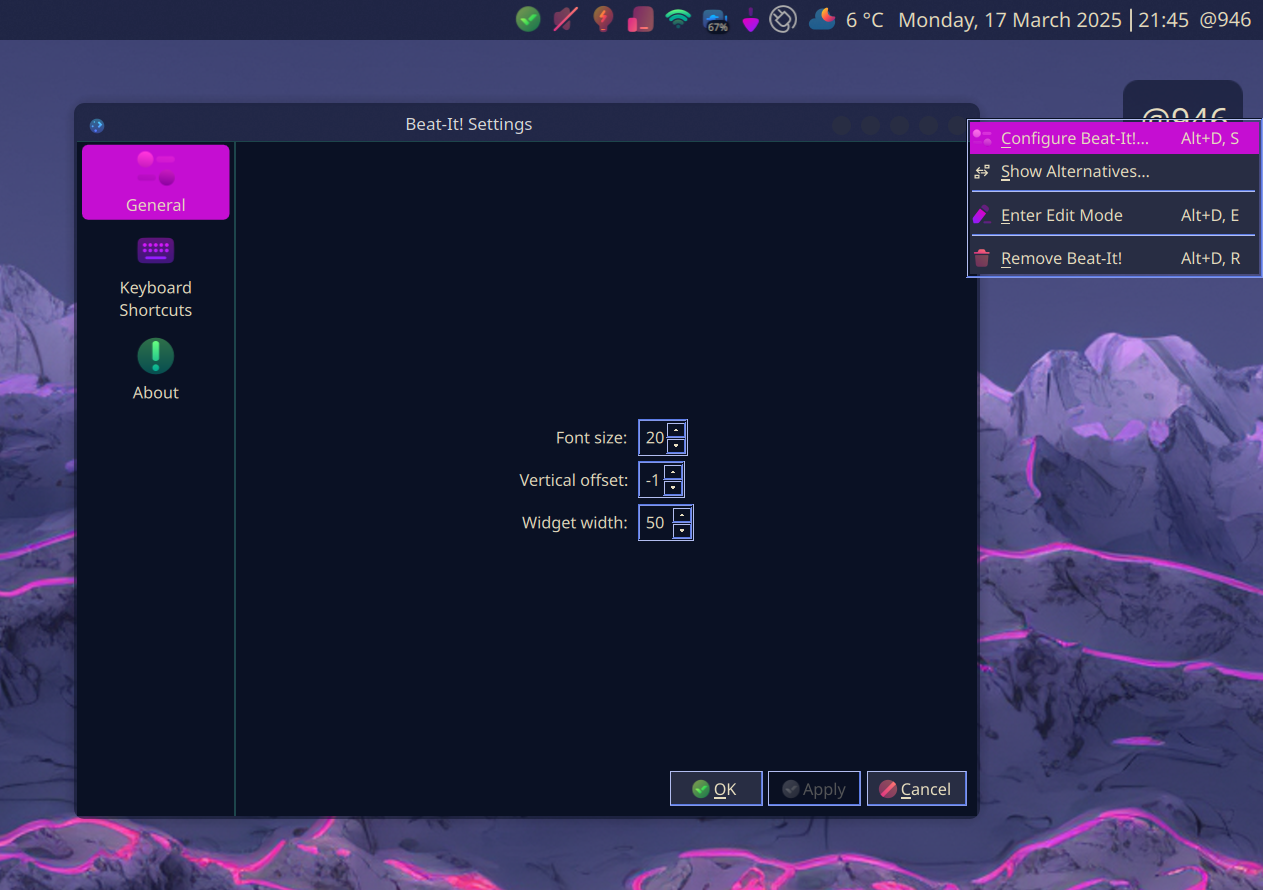 67%
6 °C Monday, 17 March 2025 | 21:45 @946
@946
Beat-It! Settings
Configure Beat-It!... Alt+D, S
Show Alternatives...
Enter Edit Mode Alt+D, E
Remove Beat-It! Alt+D, R
General
Keyboard
Shortcuts
About
Font size: 20
Vertical offset: -1
Widget width: 50
OK Apply Cancel